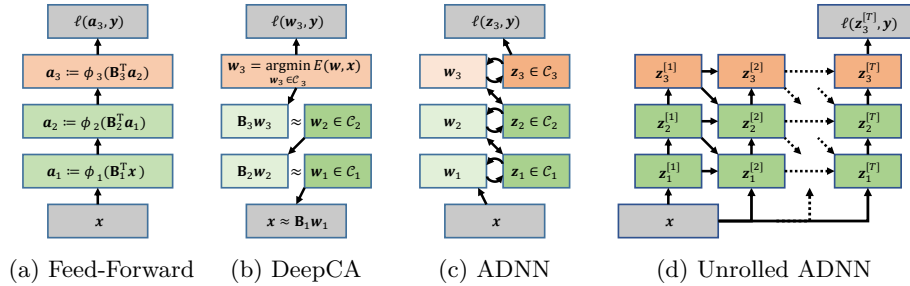 ℓ(𝒂₃, 𝒚)
𝒂₃ ≔ ϕ₃(𝐁₃ᵀ𝒂₂)
𝒂₂ ≔ ϕ₂(𝐁₂ᵀ𝒂₁)
𝒂₁ ≔ ϕ₁(𝐁₁ᵀ𝒙)
𝒙
(a) Feed-Forward
ℓ(𝒘₃, 𝒚)
𝒘₃ = argmin E(𝒘, 𝒙)
𝒘₃ ∈ 𝒞₃
𝐁₃𝒘₃ ≈ 𝒘₂ ∈ 𝒞₂
𝐁₂𝒘₂ ≈ 𝒘₁ ∈ 𝒞₁
𝒙 ≈ 𝐁₁𝒘₁
(b) DeepCA
ℓ(𝒛₃, 𝒚)
𝒘₃ 𝒛₃ ∈ 𝒞₃
𝒘₂ 𝒛₂ ∈ 𝒞₂
𝒘₁ 𝒛₁ ∈ 𝒞₁
𝒙
(c) ADNN
ℓ(𝒛₃^[T], 𝒚)
𝒛₃^[1] 𝒛₃^[2] 𝒛₃^[T]
𝒛₂^[1] 𝒛₂^[2] 𝒛₂^[T]
𝒛₁^[1] 𝒛₁^[2] 𝒛₁^[T]
𝒙
(d) Unrolled ADNN